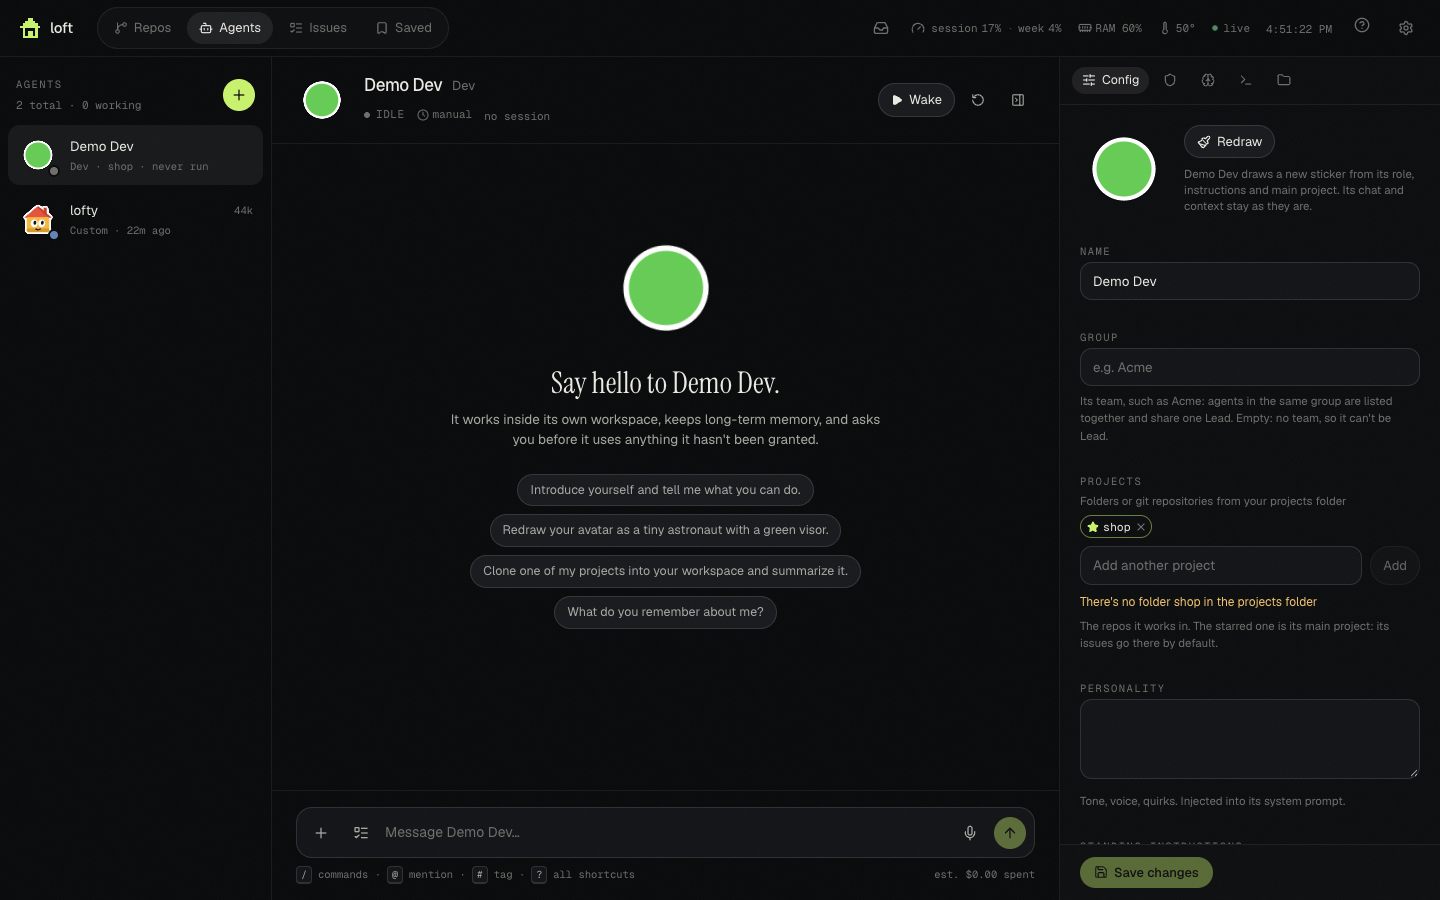 loft
Repos
Agents
Issues
Saved
session 17% · week 4%
RAM 60%
50°
live
4:51:22 PM
AGENTS
2 total · 0 working
Demo Dev
Dev · shop · never run
lofty
44k
Custom · 22m ago
Demo Dev Dev
IDLE
manual
no session
Wake
Say hello to Demo Dev.
It works inside its own workspace, keeps long-term memory, and asks
you before it uses anything it hasn't been granted.
Introduce yourself and tell me what you can do.
Redraw your avatar as a tiny astronaut with a green visor.
Clone one of my projects into your workspace and summarize it.
What do you remember about me?
Message Demo Dev...
/ commands · @ mention · # tag · ? all shortcuts
est. $0.00 spent
Config
Redraw
Demo Dev draws a new sticker from its role,
instructions and main project. Its chat and
context stay as they are.
NAME
Demo Dev
GROUP
e.g. Acme
Its team, such as Acme: agents in the same group are listed
together and share one Lead. Empty: no team, so it can't be
Lead.
PROJECTS
Folders or git repositories from your projects folder
shop
Add another project
Add
There's no folder shop in the projects folder
The repos it works in. The starred one is its main project: its
issues go there by default.
PERSONALITY
Tone, voice, quirks. Injected into its system prompt.
STANDING INSTRUCTIONS
Save changes